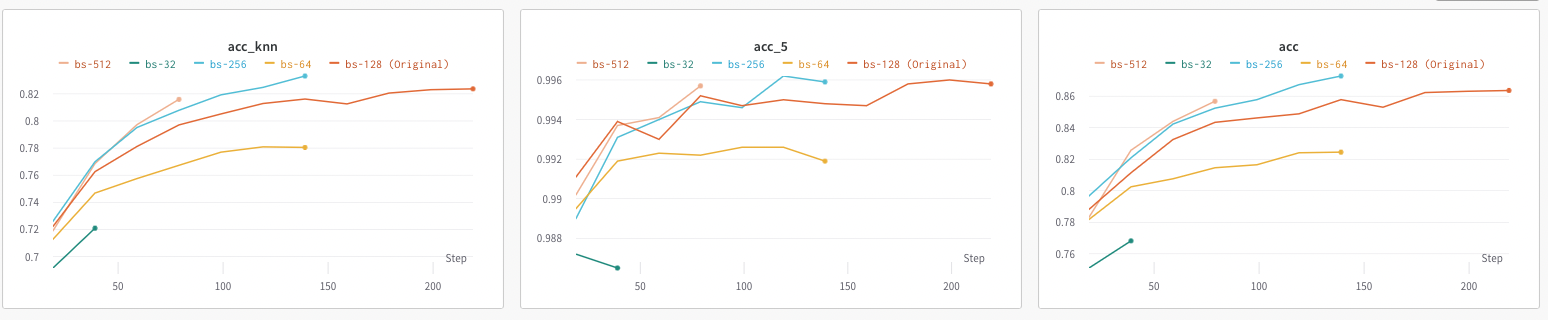 acc_knn
bs-512 bs-32 bs-256 bs-64 bs-128 (Original)
0.82
0.8
0.78
0.76
0.74
0.72
0.7
Step
50 100 150 200
acc_5
bs-512 bs-32 bs-256 bs-64 bs-128 (Original)
0.996
0.994
0.992
0.99
0.988
Step
50 100 150 200
acc
bs-512 bs-32 bs-256 bs-64 bs-128 (Original)
0.86
0.84
0.82
0.8
0.78
0.76
Step
50 100 150 200